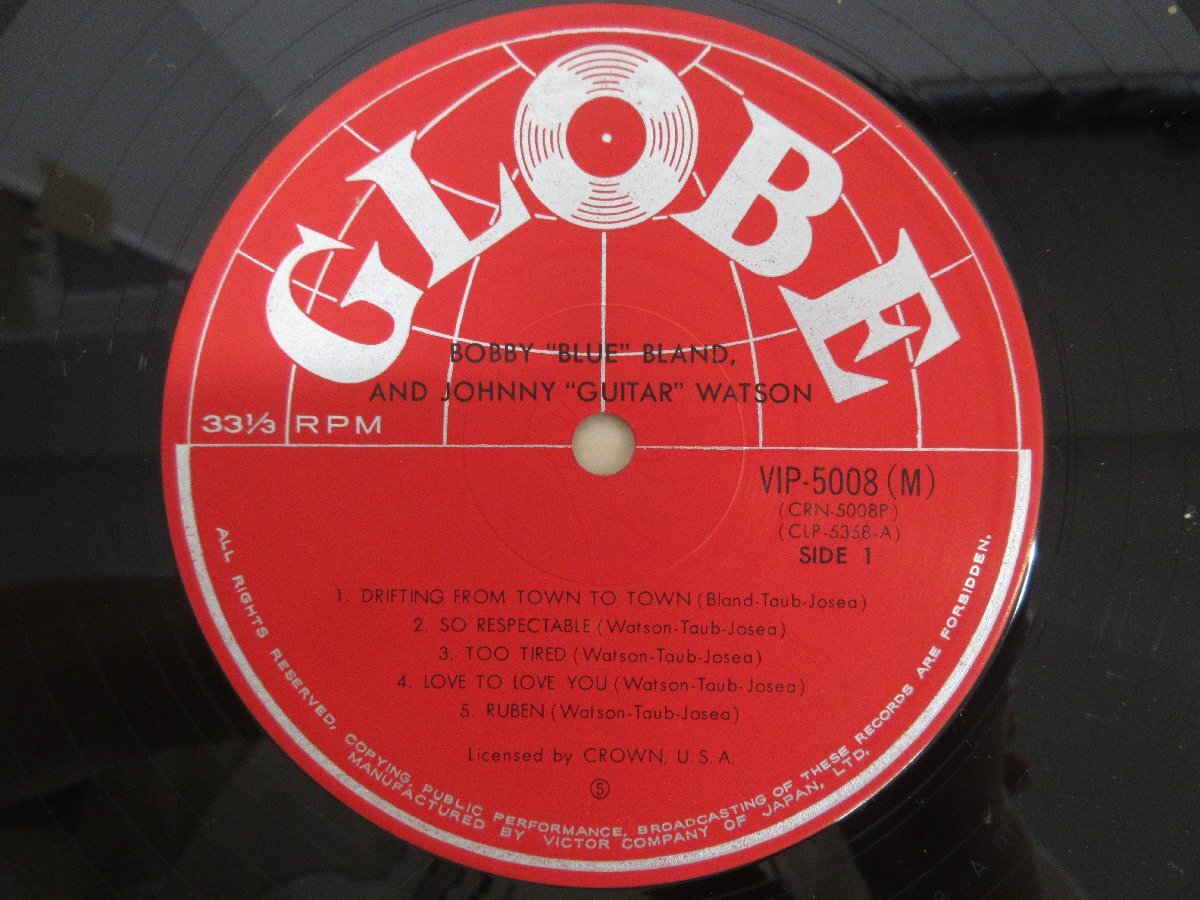 GLOBE
BOBBY “BLUE” BLAND,
AND JOHNNY “GUITAR” WATSON
33⅓ RPM
VIP-5008 (M)
(CRN-5008P)
(CLP-5358-A)
SIDE 1
1. DRIFTING FROM TOWN TO TOWN (Bland-Taub-Josea)
2. SO RESPECTABLE (Watson-Taub-Josea)
3. TOO TIRED (Watson-Taub-Josea)
4. LOVE TO LOVE YOU (Watson-Taub-Josea)
5. RUBEN (Watson-Taub-Josea)
Licensed by CROWN, U.S.A.
⑤
ALL RIGHTS RESERVED, COPYING, PUBLIC PERFORMANCE, BROADCASTING OF THESE RECORDS ARE FORBIDDEN.
MANUFACTURED BY VICTOR COMPANY OF JAPAN, LTD.